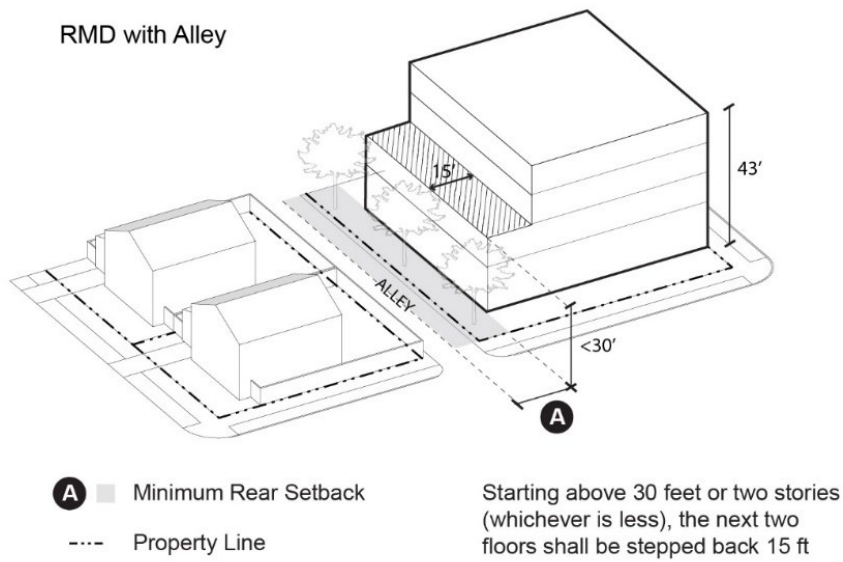 RMD with Alley
15'
43'
ALLEY
<30'
A
A Minimum Rear Setback
Property Line
Starting above 30 feet or two stories
(whichever is less), the next two
floors shall be stepped back 15 ft